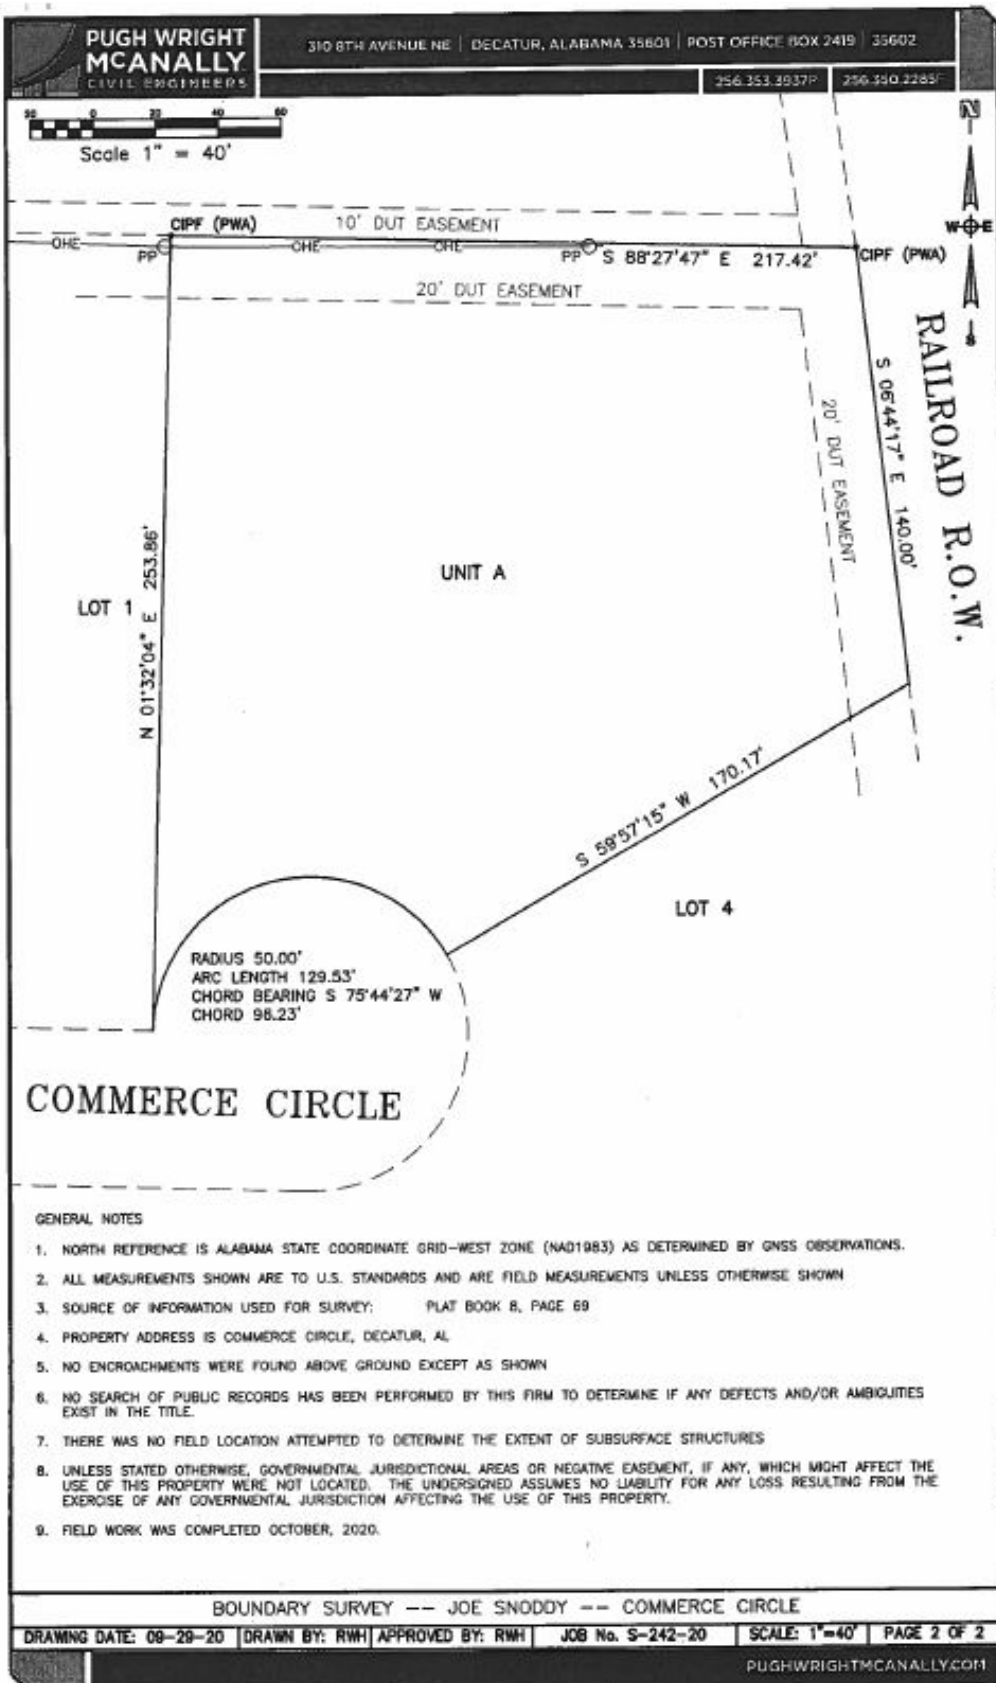 PUGH WRIGHT
MCANALLY
CIVIL ENGINEERS
310 8TH AVENUE NE | DECATUR, ALABAMA 35601 | POST OFFICE BOX 2419 | 35602
256.353.3937P | 256.350.2285F
20 0 20 40 60
Scale 1" = 40'
N
W E
S
CIPF (PWA)
10' DUT EASEMENT
OHE
PP
OHE
OHE
PP
S 88°27'47" E 217.42'
CIPF (PWA)
20' DUT EASEMENT
RAILROAD R.O.W.
S 06°44'17" E 140.00'
20' DUT EASEMENT
N 01°32'04" E 253.86'
LOT 1
UNIT A
S 59°57'15" W 170.17'
LOT 4
RADIUS 50.00'
ARC LENGTH 129.53'
CHORD BEARING S 75°44'27" W
CHORD 96.23'
COMMERCE CIRCLE
GENERAL NOTES
1. NORTH REFERENCE IS ALABAMA STATE COORDINATE GRID-WEST ZONE (NAD1983) AS DETERMINED BY GNSS OBSERVATIONS.
2. ALL MEASUREMENTS SHOWN ARE TO U.S. STANDARDS AND ARE FIELD MEASUREMENTS UNLESS OTHERWISE SHOWN
3. SOURCE OF INFORMATION USED FOR SURVEY: PLAT BOOK 8, PAGE 69
4. PROPERTY ADDRESS IS COMMERCE CIRCLE, DECATUR, AL
5. NO ENCROACHMENTS WERE FOUND ABOVE GROUND EXCEPT AS SHOWN
6. NO SEARCH OF PUBLIC RECORDS HAS BEEN PERFORMED BY THIS FIRM TO DETERMINE IF ANY DEFECTS AND/OR AMBIGUITIES
EXIST IN THE TITLE.
7. THERE WAS NO FIELD LOCATION ATTEMPTED TO DETERMINE THE EXTENT OF SUBSURFACE STRUCTURES
8. UNLESS STATED OTHERWISE, GOVERNMENTAL JURISDICTIONAL AREAS OR NEGATIVE EASEMENT, IF ANY, WHICH MIGHT AFFECT THE
USE OF THIS PROPERTY WERE NOT LOCATED. THE UNDERSIGNED ASSUMES NO LIABILITY FOR ANY LOSS RESULTING FROM THE
EXERCISE OF ANY GOVERNMENTAL JURISDICTION AFFECTING THE USE OF THIS PROPERTY.
9. FIELD WORK WAS COMPLETED OCTOBER, 2020.
BOUNDARY SURVEY -- JOE SNODDY -- COMMERCE CIRCLE
DRAWING DATE: 09-29-20 DRAWN BY: RWH APPROVED BY: RWH JOB No. S-242-20 SCALE: 1"=40' PAGE 2 OF 2
PUGHWRIGHTMCANALLY.COM